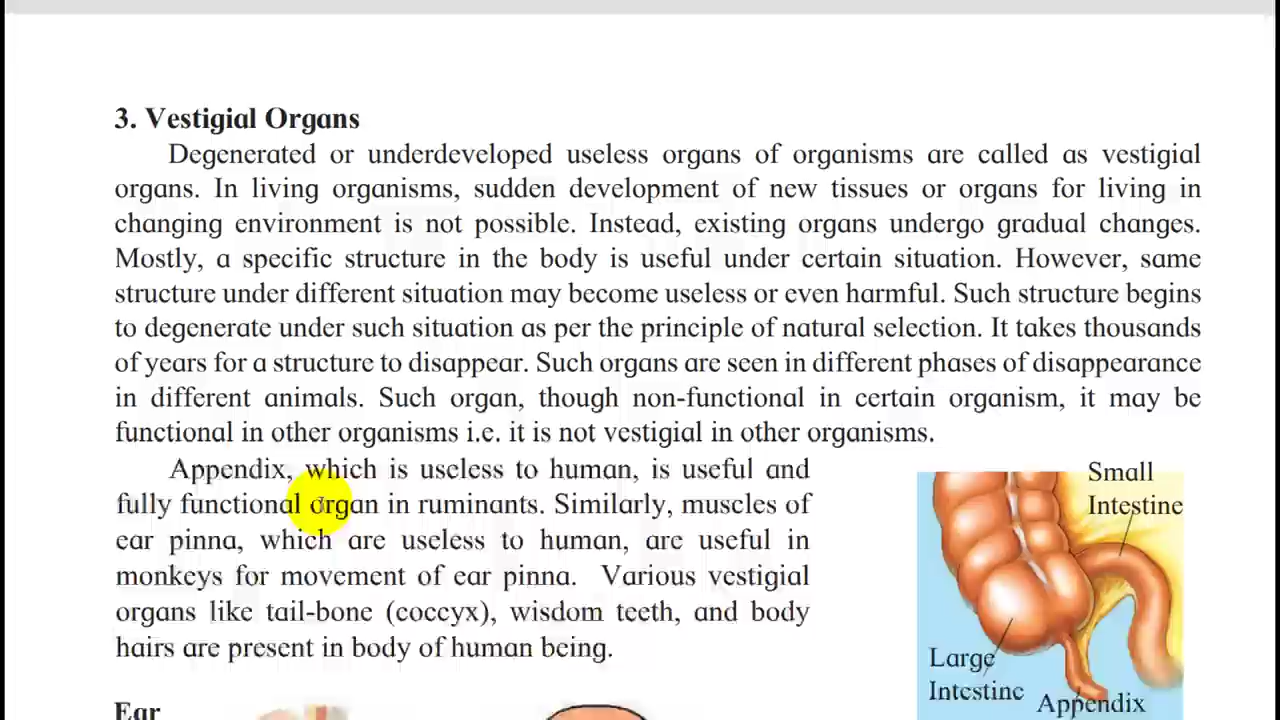 3. Vestigial Organs
Degenerated or underdeveloped useless organs of organisms are called as vestigial
organs. In living organisms, sudden development of new tissues or organs for living in
changing environment is not possible. Instead, existing organs undergo gradual changes.
Mostly, a specific structure in the body is useful under certain situation. However, same
structure under different situation may become useless or even harmful. Such structure begins
to degenerate under such situation as per the principle of natural selection. It takes thousands
of years for a structure to disappear. Such organs are seen in different phases of disappearance
in different animals. Such organ, though non-functional in certain organism, it may be
functional in other organisms i.e. it is not vestigial in other organisms.
Appendix, which is useless to human, is useful and
fully functional organ in ruminants. Similarly, muscles of
ear pinna, which are useless to human, are useful in
monkeys for movement of ear pinna. Various vestigial
organs like tail-bone (coccyx), wisdom teeth, and body
hairs are present in body of human being.
Small
Intestine
Large
Intestine
Appendix
Ear